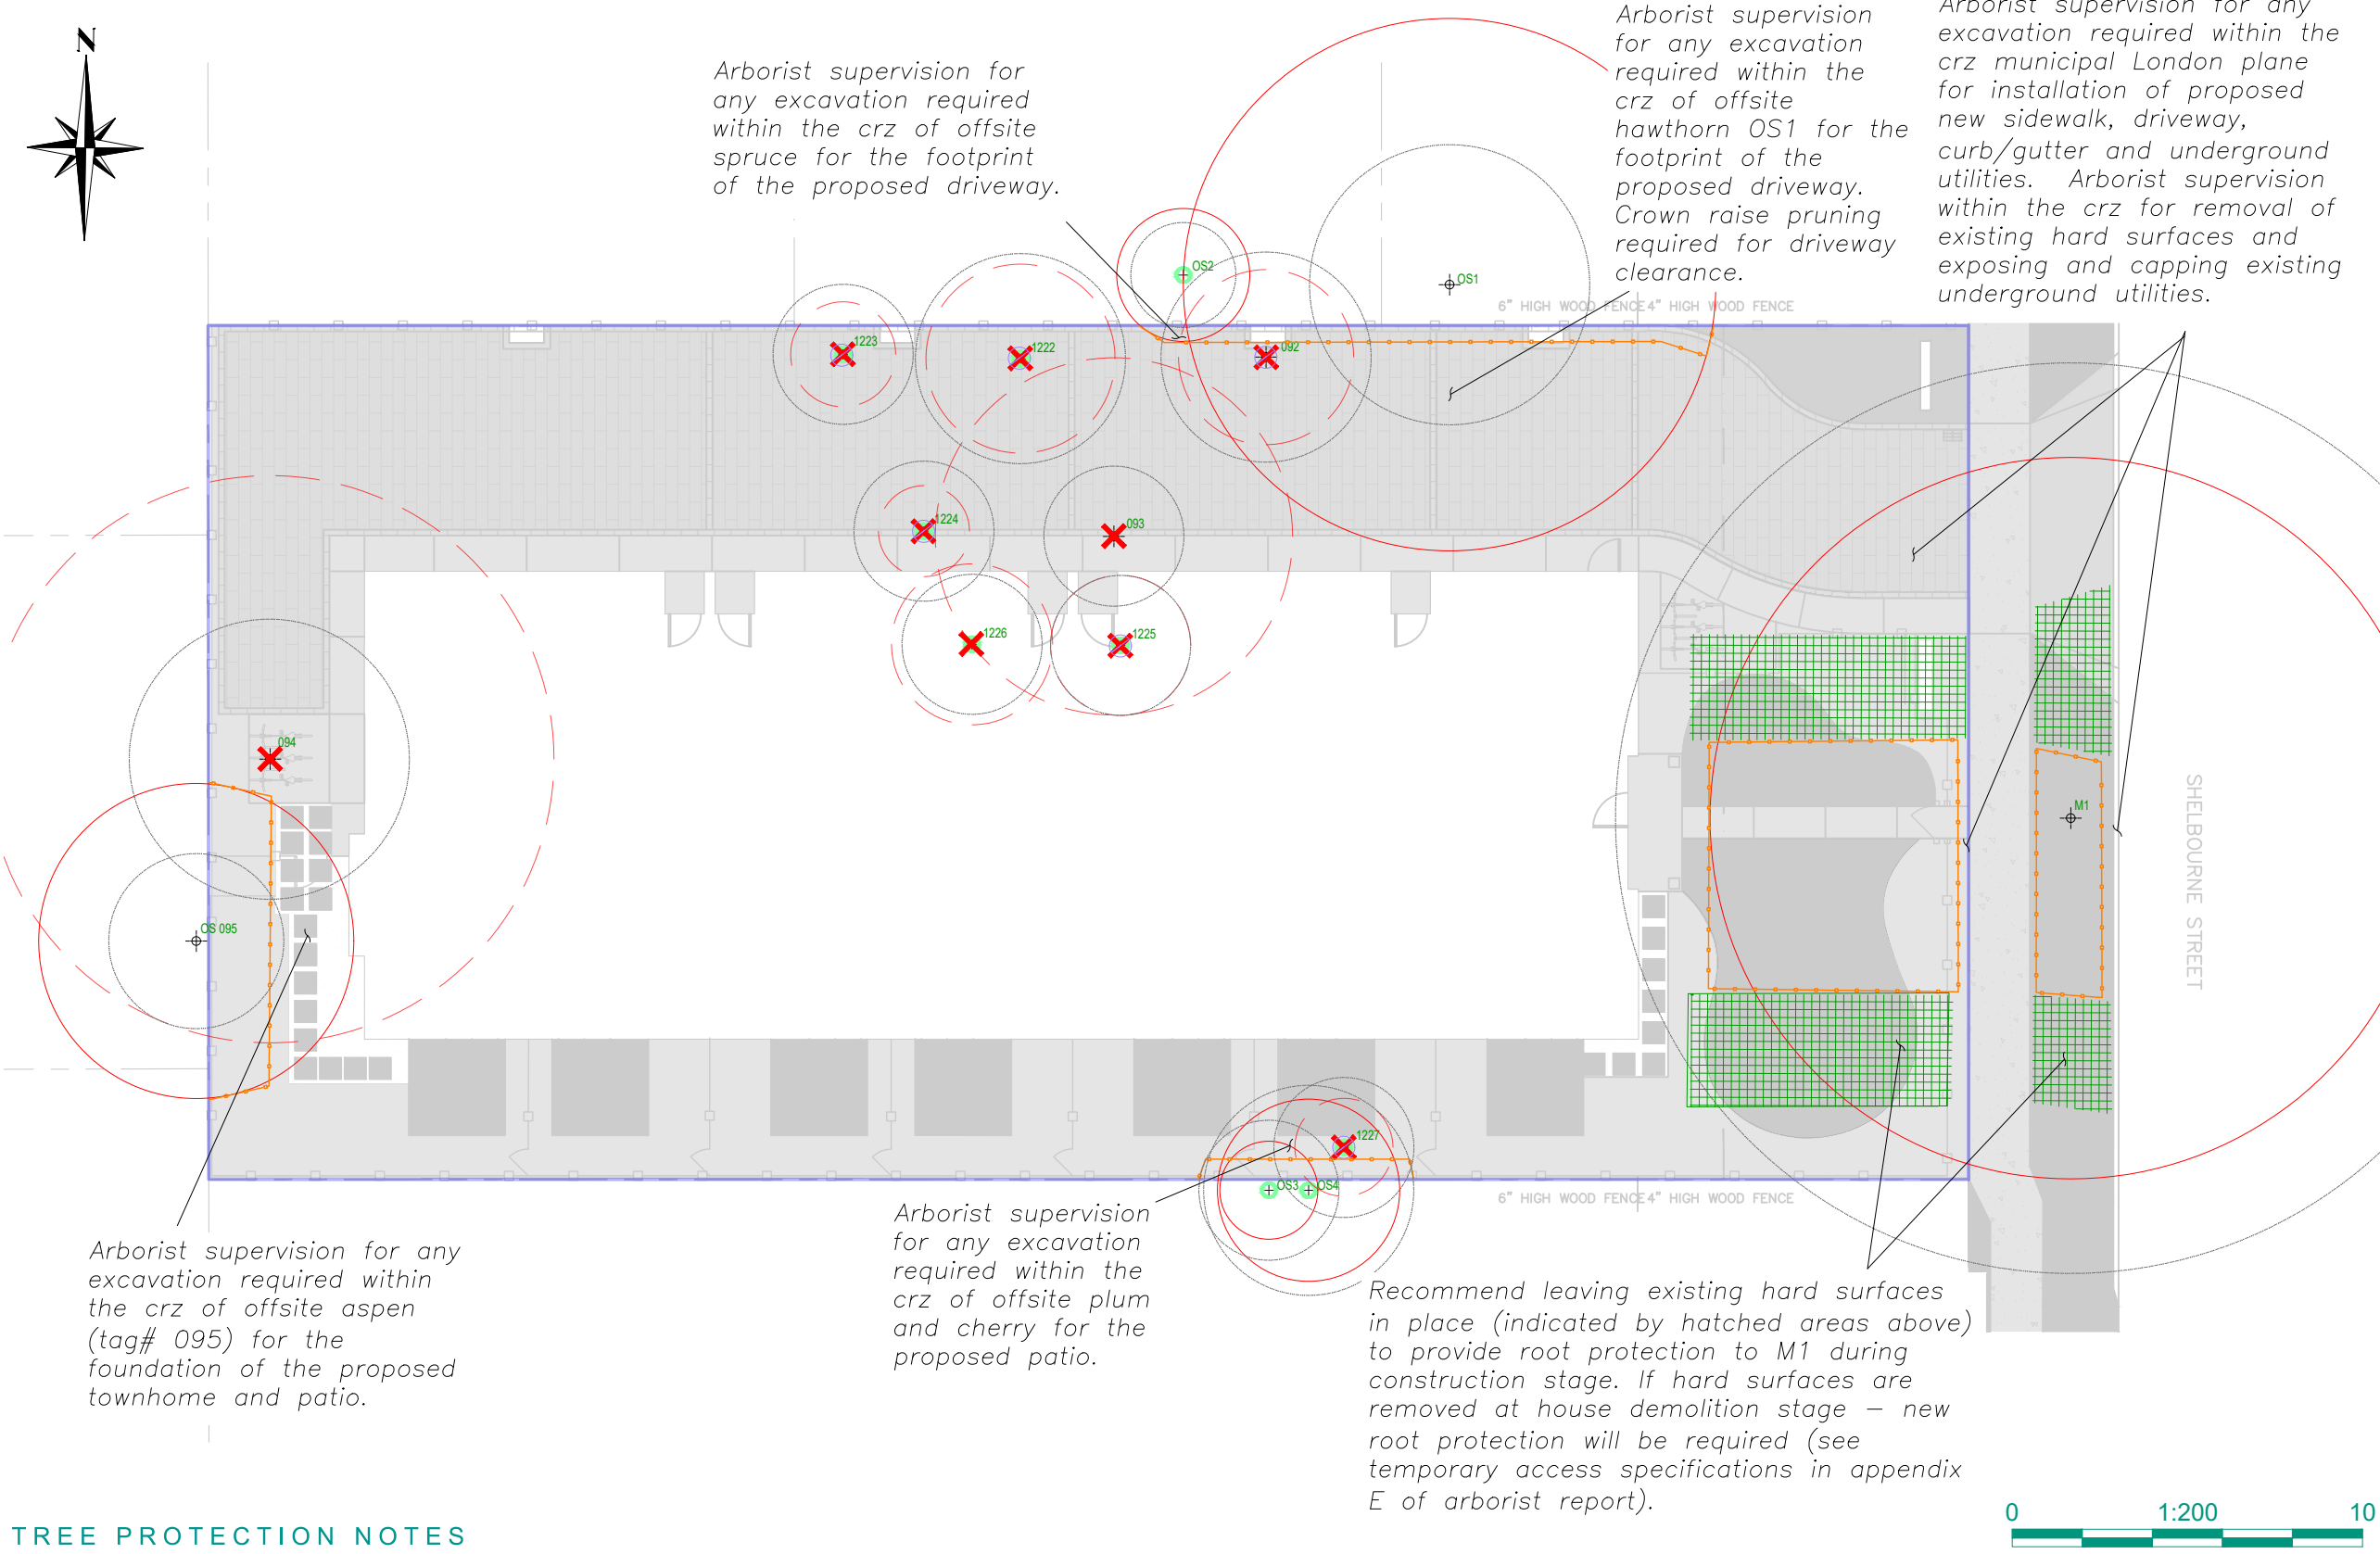 N
Arborist supervision for
any excavation required
within the crz of offsite
spruce for the footprint
of the proposed driveway.
Arborist supervision
for any excavation
required within the
crz of offsite
hawthorn OS1 for the
footprint of the
proposed driveway.
Crown raise pruning
required for driveway
clearance.
Arborist supervision for any
excavation required within the
crz municipal London plane
for installation of proposed
new sidewalk, driveway,
curb/gutter and underground
utilities.  Arborist supervision
within the crz for removal of
existing hard surfaces and
exposing and capping existing
underground utilities.
OS2
OS1
6" HIGH WOOD FENCE
4" HIGH WOOD FENCE
1223
1222
092
1224
093
1226
1225
094
M1
SHELBOURNE STREET
OS 095
1227
OS3
OS4
6" HIGH WOOD FENCE
4" HIGH WOOD FENCE
Arborist supervision for any
excavation required within
the crz of offsite aspen
(tag# 095) for the
foundation of the proposed
townhome and patio.
Arborist supervision
for any excavation
required within the
crz of offsite plum
and cherry for the
proposed patio.
Recommend leaving existing hard surfaces
in place (indicated by hatched areas above)
to provide root protection to M1 during
construction stage. If hard surfaces are
removed at house demolition stage – new
root protection will be required (see
temporary access specifications in appendix
E of arborist report).
TREE PROTECTION NOTES
0 1:200 10